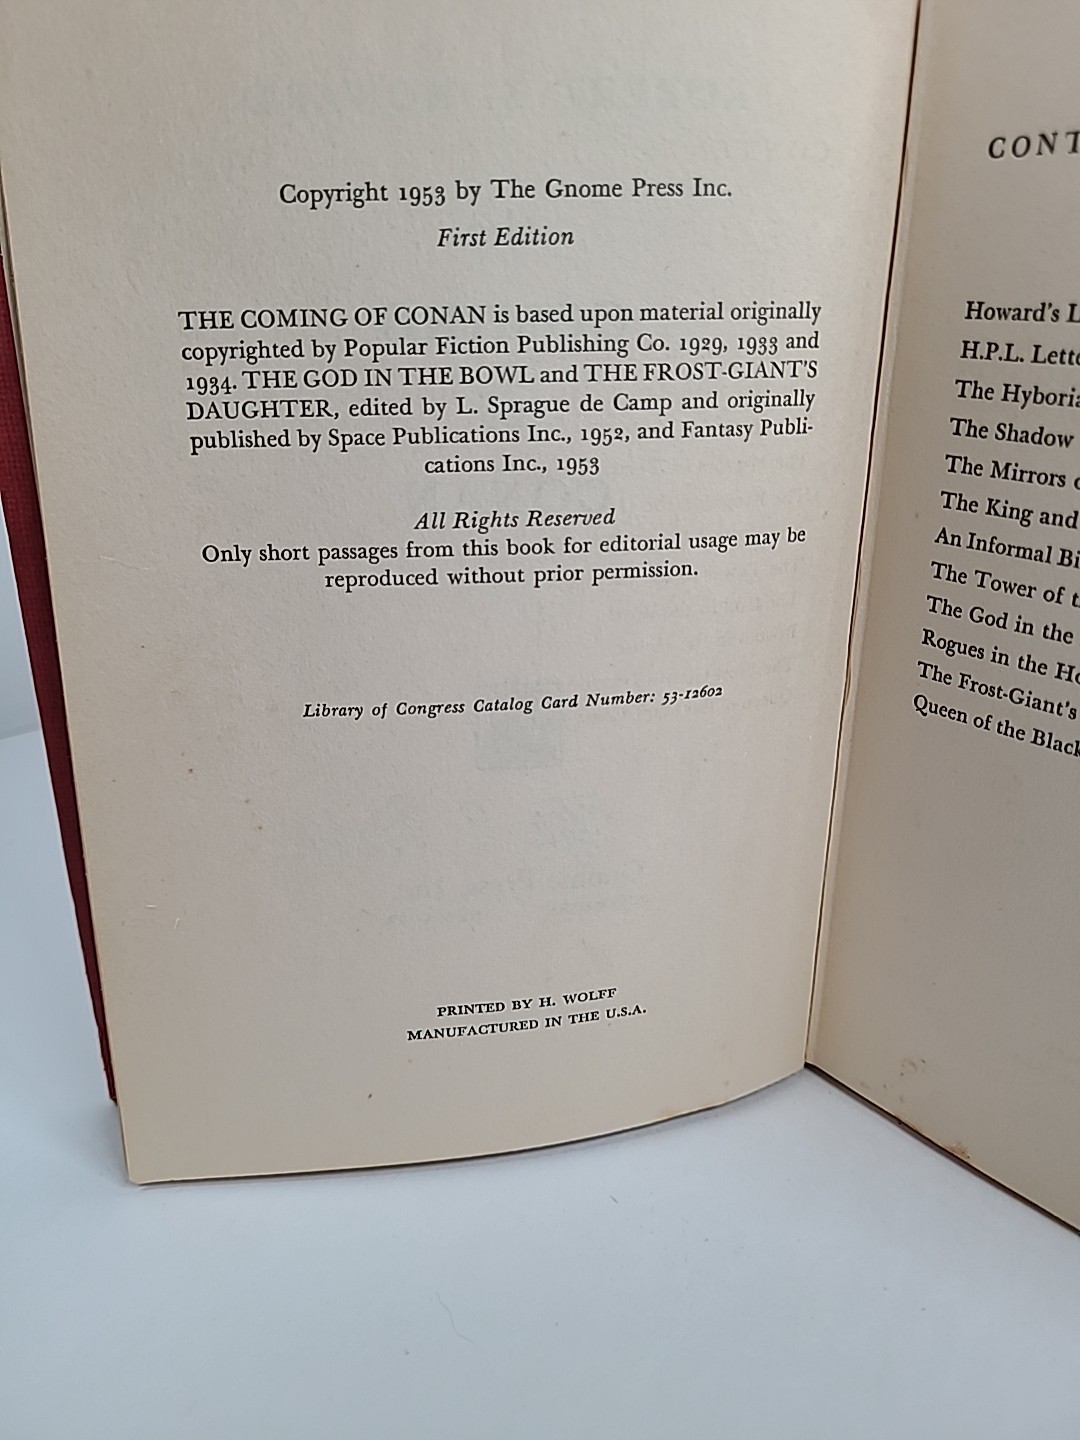 Copyright 1953 by The Gnome Press Inc.
First Edition
THE COMING OF CONAN is based upon material originally
copyrighted by Popular Fiction Publishing Co. 1929, 1933 and
1934. THE GOD IN THE BOWL and THE FROST-GIANT'S
DAUGHTER, edited by L. Sprague de Camp and originally
published by Space Publications Inc., 1952, and Fantasy Publi-
cations Inc., 1953
All Rights Reserved
Only short passages from this book for editorial usage may be
reproduced without prior permission.
Library of Congress Catalog Card Number: 53-12602
PRINTED BY H. WOLFF
MANUFACTURED IN THE U.S.A.
CONT
Howard's L
H.P.L. Lett
The Hyboria
The Shadow
The Mirrors
The King and
An Informal Bi
The Tower of t
The God in the
Rogues in the Ho
The Frost-Giant's
Queen of the Black